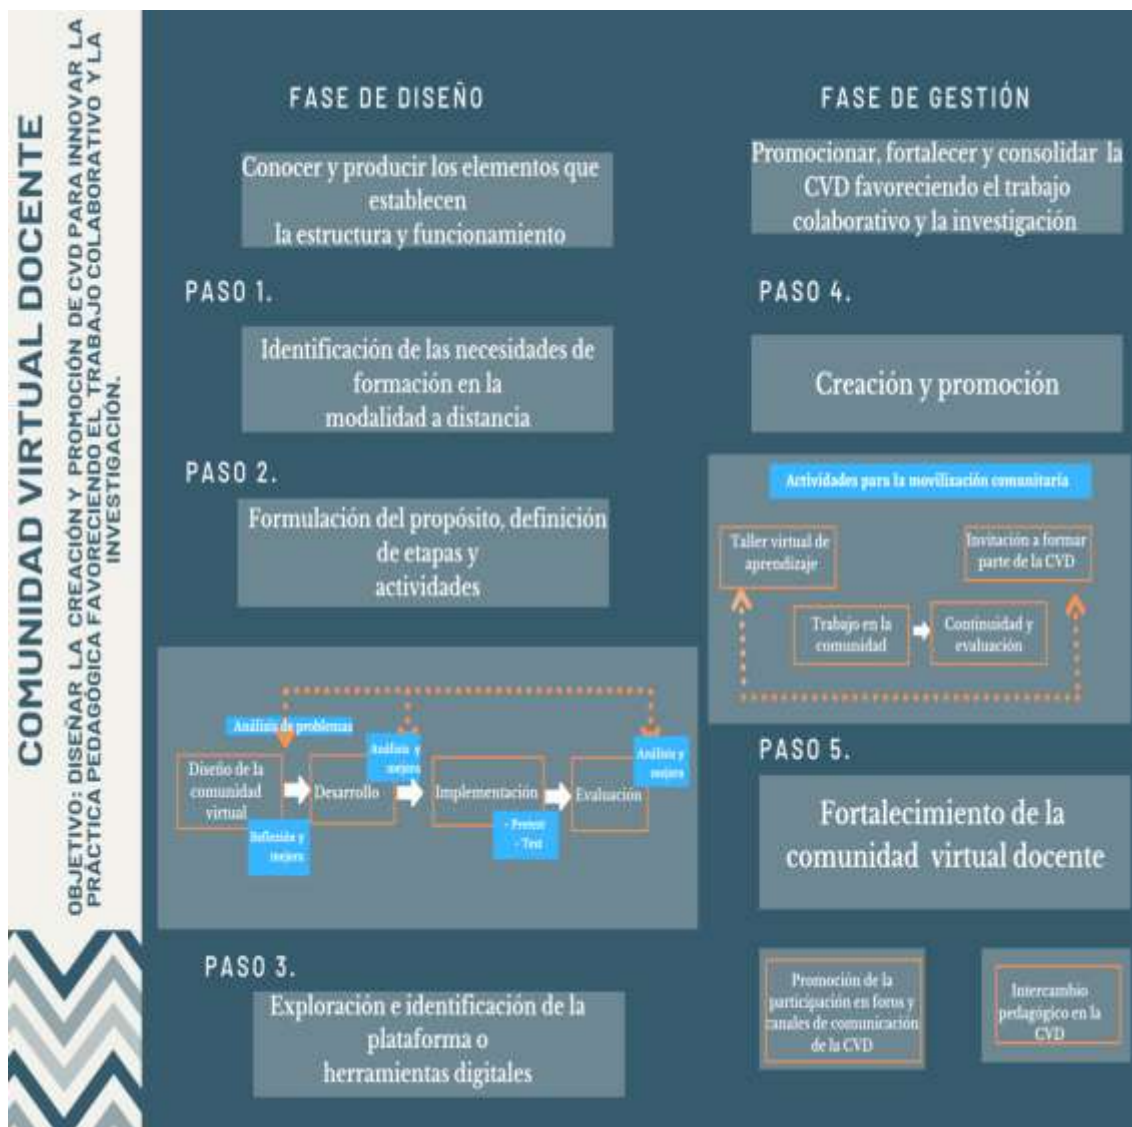 COMUNIDAD VIRTUAL DOCENTE
OBJETIVO: DISEÑAR LA CREACIÓN Y PROMOCIÓN DE CVD PARA INNOVAR LA
PRÁCTICA PEDAGÓGICA FAVORECIENDO EL TRABAJO COLABORATIVO Y LA
INVESTIGACIÓN.
FASE DE DISEÑO
Conocer y producir los elementos que
establecen
la estructura y funcionamiento
PASO 1.
Identificación de las necesidades de
formación en la
modalidad a distancia
PASO 2.
Formulación del propósito, definición
de etapas y
actividades
Análisis de problemas
Diseño de la
comunidad
virtual
Reflexión y
mejora
Desarrollo
Análisis y
mejora
Implementación
- Pretest
- Test
Evaluación
Análisis y
mejora
PASO 3.
Exploración e identificación de la
plataforma o
herramientas digitales
FASE DE GESTIÓN
Promocionar, fortalecer y consolidar la
CVD favoreciendo el trabajo
colaborativo y la investigación
PASO 4.
Creación y promoción
Actividades para la movilización comunitaria
Taller virtual de
aprendizaje
Invitación a formar
parte de la CVD
Trabajo en la
comunidad
Continuidad y
evaluación
PASO 5.
Fortalecimiento de la
comunidad virtual docente
Promoción de la
participación en foros y
canales de comunicación
de la CVD
Intercambio
pedagógico en la
CVD